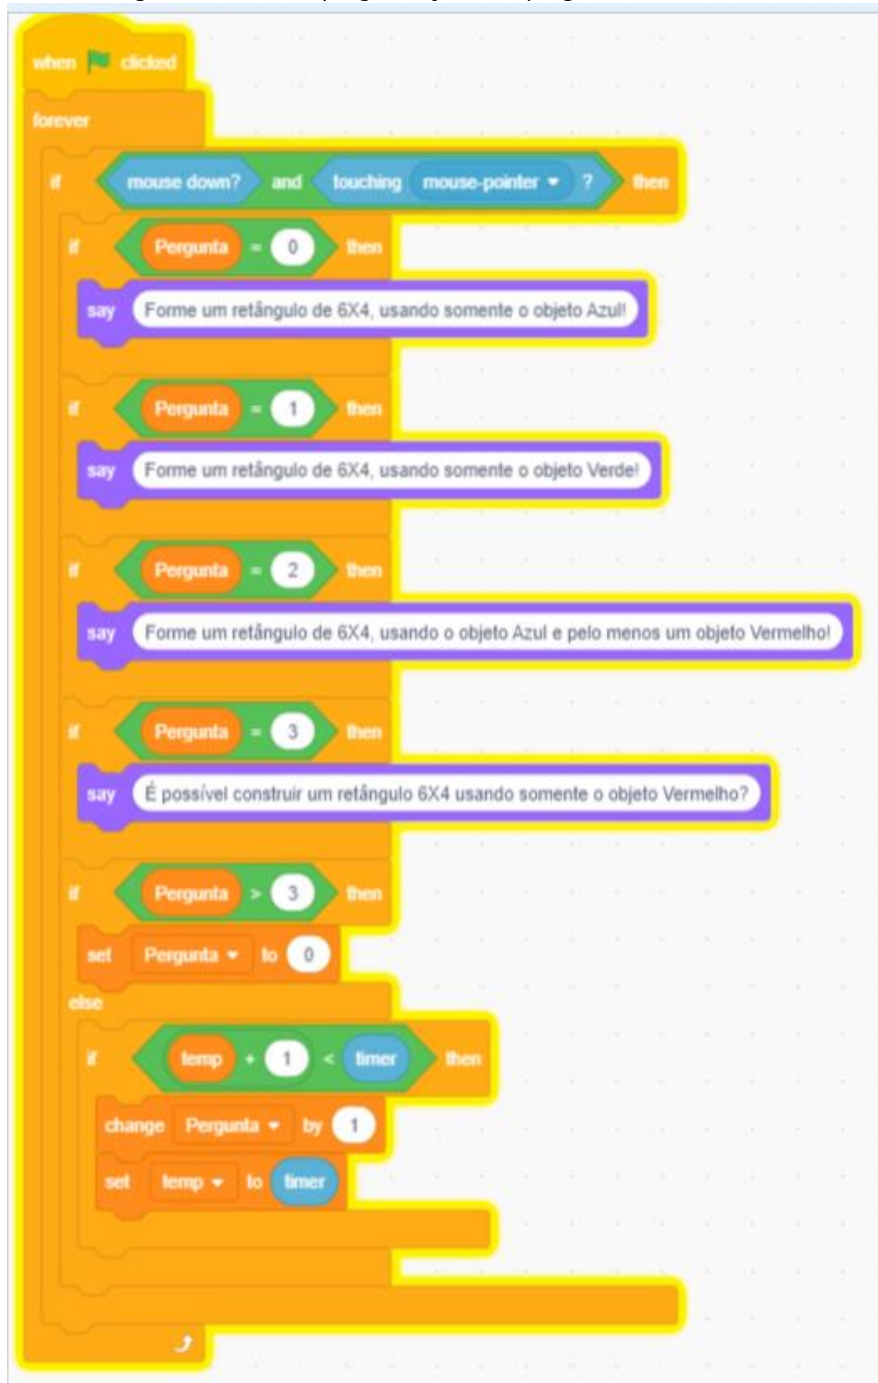 when clicked
forever
if mouse down? and touching mouse-pointer ? then
if Pergunta = 0 then
say Forme um retângulo de 6X4, usando somente o objeto Azul!
if Pergunta = 1 then
say Forme um retângulo de 6X4, usando somente o objeto Verde!
if Pergunta = 2 then
say Forme um retângulo de 6X4, usando o objeto Azul e pelo menos um objeto Vermelho!
if Pergunta = 3 then
say É possível construir um retângulo 6X4 usando somente o objeto Vermelho?
if Pergunta > 3 then
set Pergunta to 0
else
if temp + 1 < timer then
change Pergunta by 1
set temp to timer